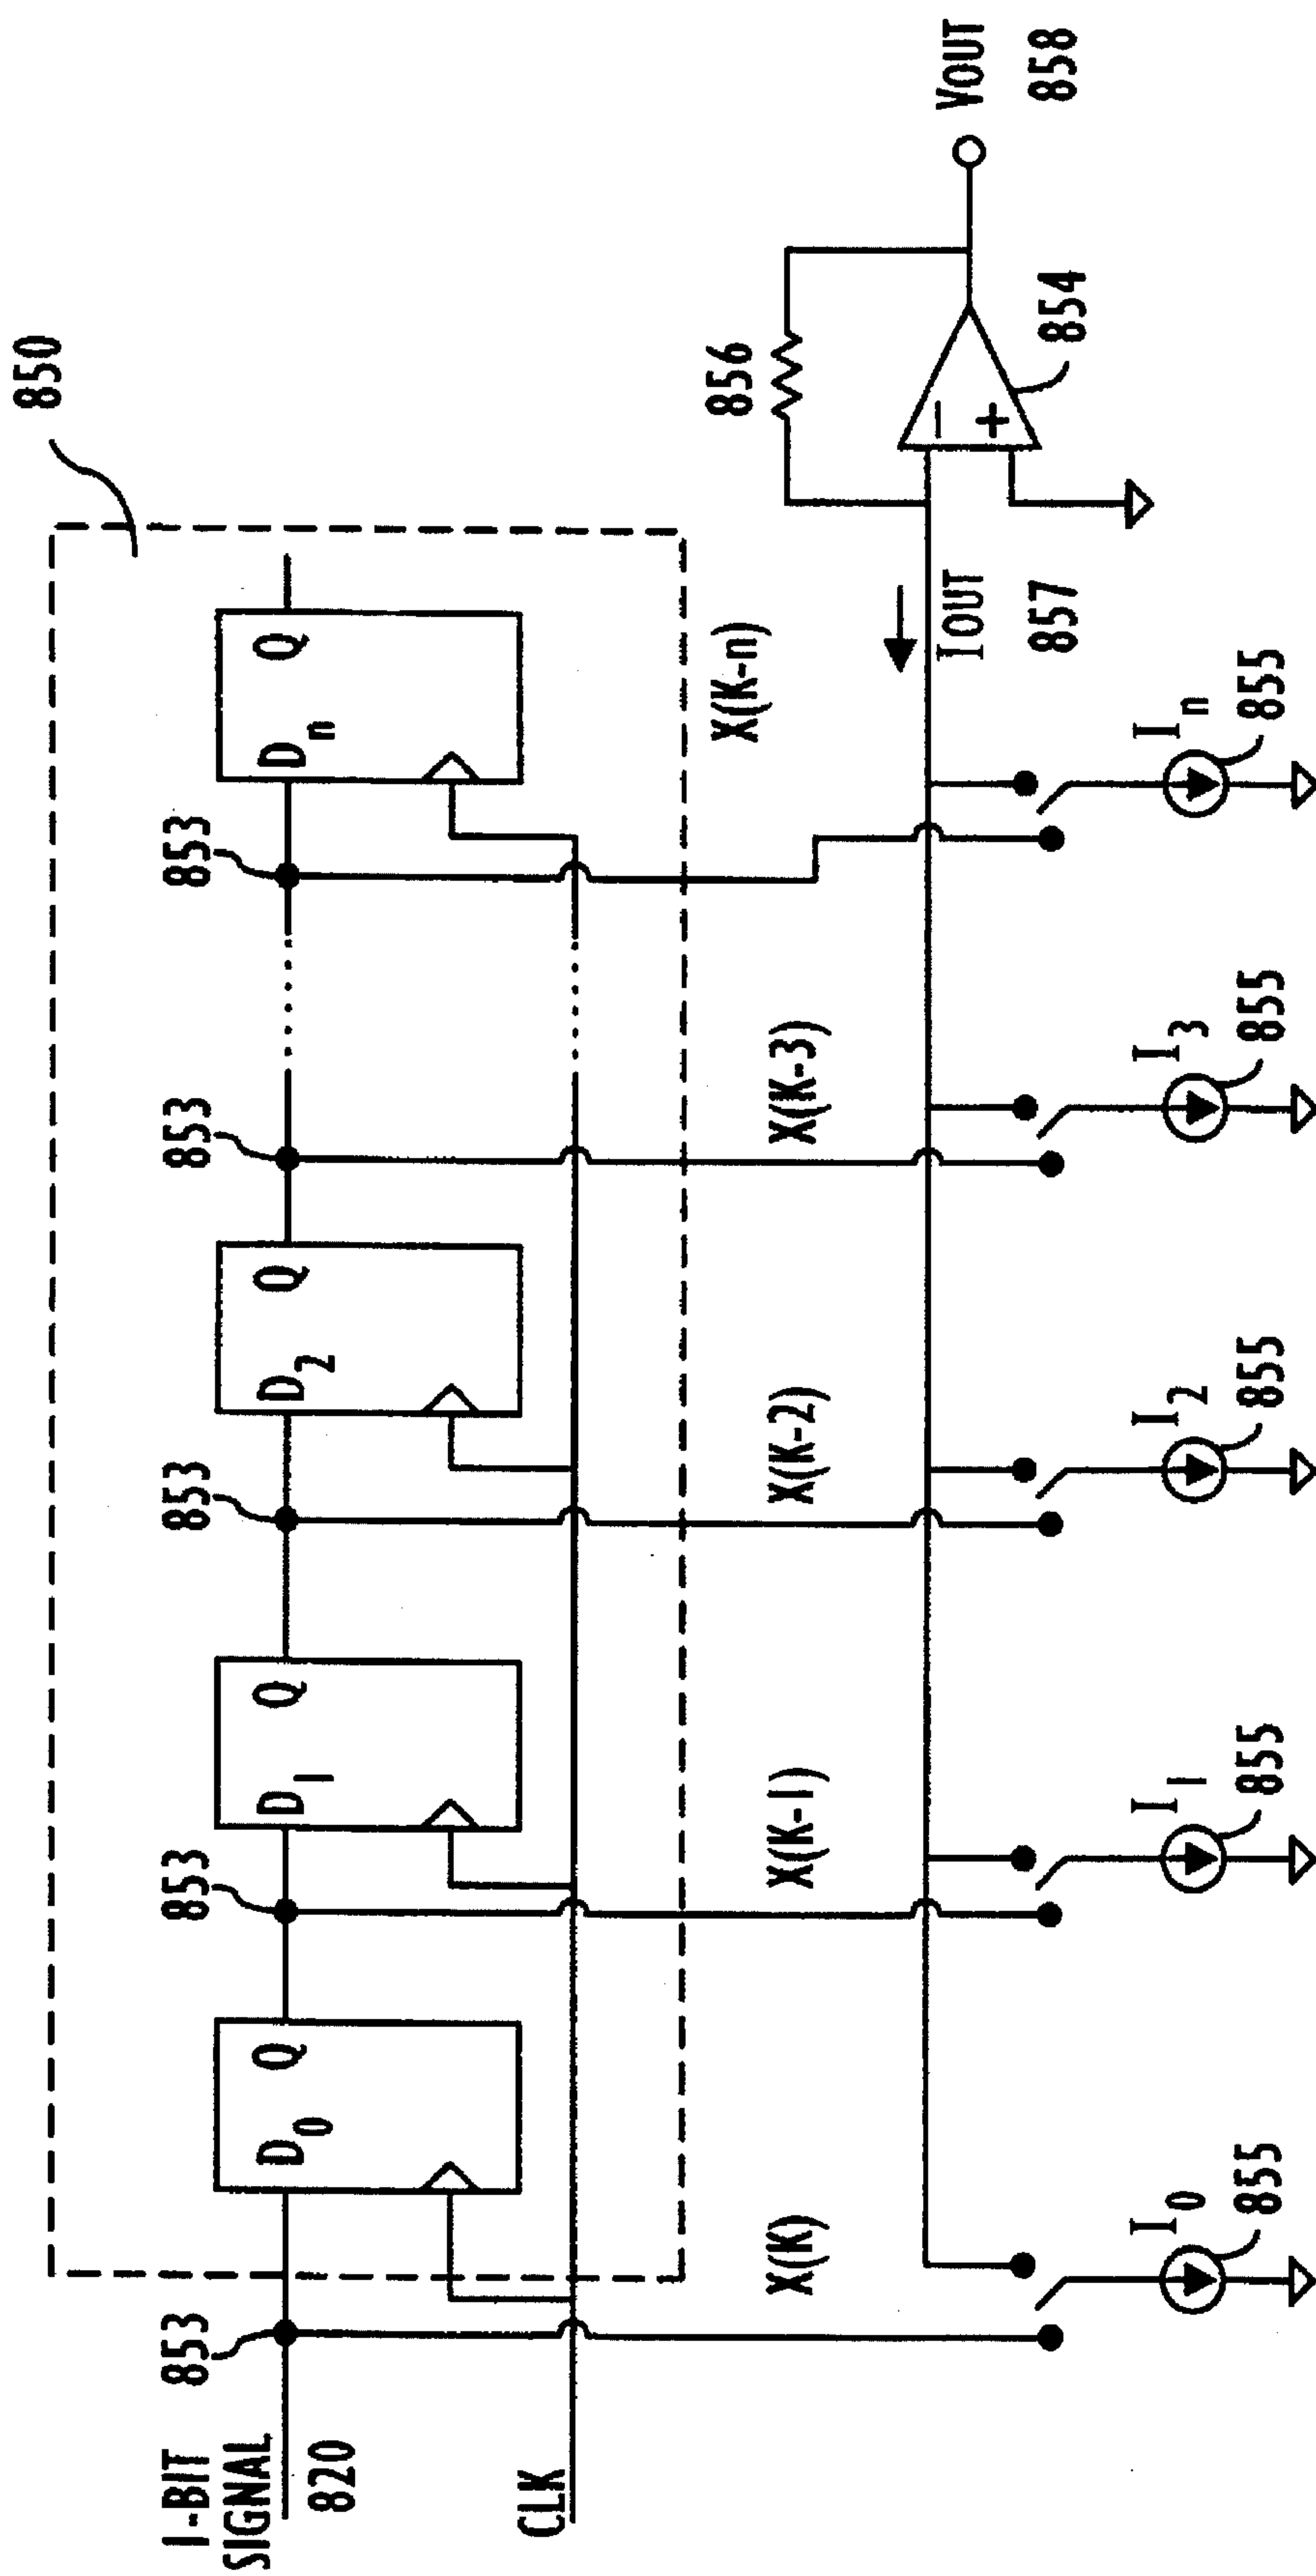 850
853
853
853
853
853
1-BIT
SIGNAL
820
D0 Q
D1 Q
D2 Q
Dn Q
CLK
X(K)
X(K-1)
X(K-2)
X(K-3)
X(K-n)
856
IOUT
857
−
+
854
VOUT
858
I0
855
I1
855
I2
855
I3
855
In
855